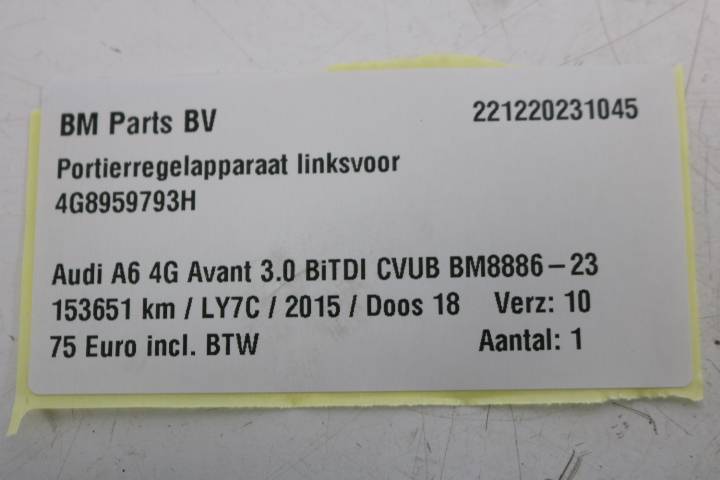 BM Parts BV 221220231045
Portierregelapparaat linksvoor
4G8959793H
Audi A6 4G Avant 3.0 BiTDI CVUB BM8886-23
153651 km / LY7C / 2015 / Doos 18 Verz: 10
75 Euro incl. BTW Aantal: 1